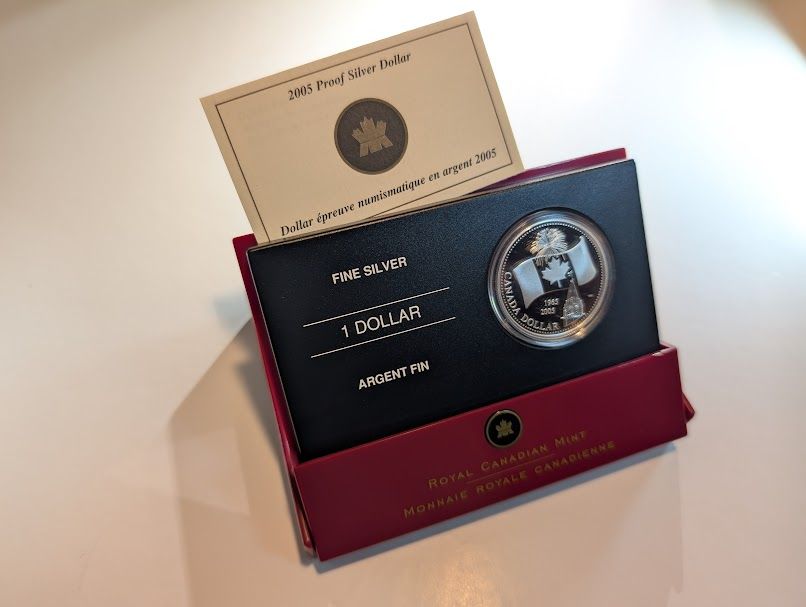 2005 Proof Silver Dollar
Dollar épreuve numismatique en argent 2005
FINE SILVER
1 DOLLAR
ARGENT FIN
CANADA DOLLAR
1965
2005
ROYAL CANADIAN MINT
MONNAIE ROYALE CANADIENNE